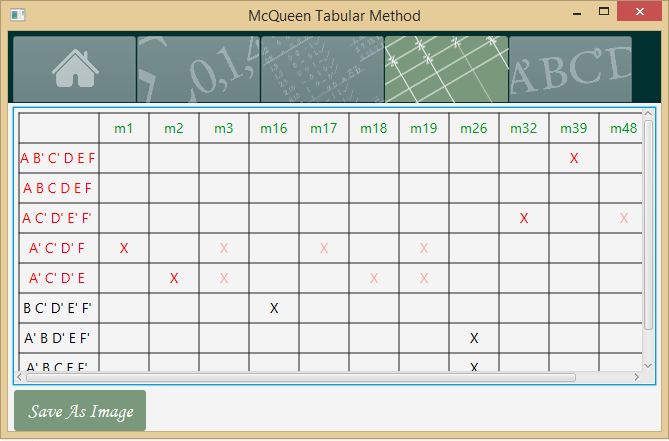 McQueen Tabular Method
0,1,4
A'BC'D
m1 m2 m3 m16 m17 m18 m19 m26 m32 m39 m48
A B' C' D E F X
A B C D E F
A C' D' E' F' X X
A' C' D' F X X X X
A' C' D' E X X X X
B C' D' E' F' X
A' B D' E F' X
A' B C E F' X
Save As Image